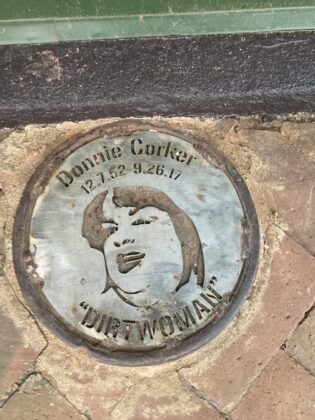 Donnie Corker
12.7.52 - 9.26.17
"DIRTWOMAN"